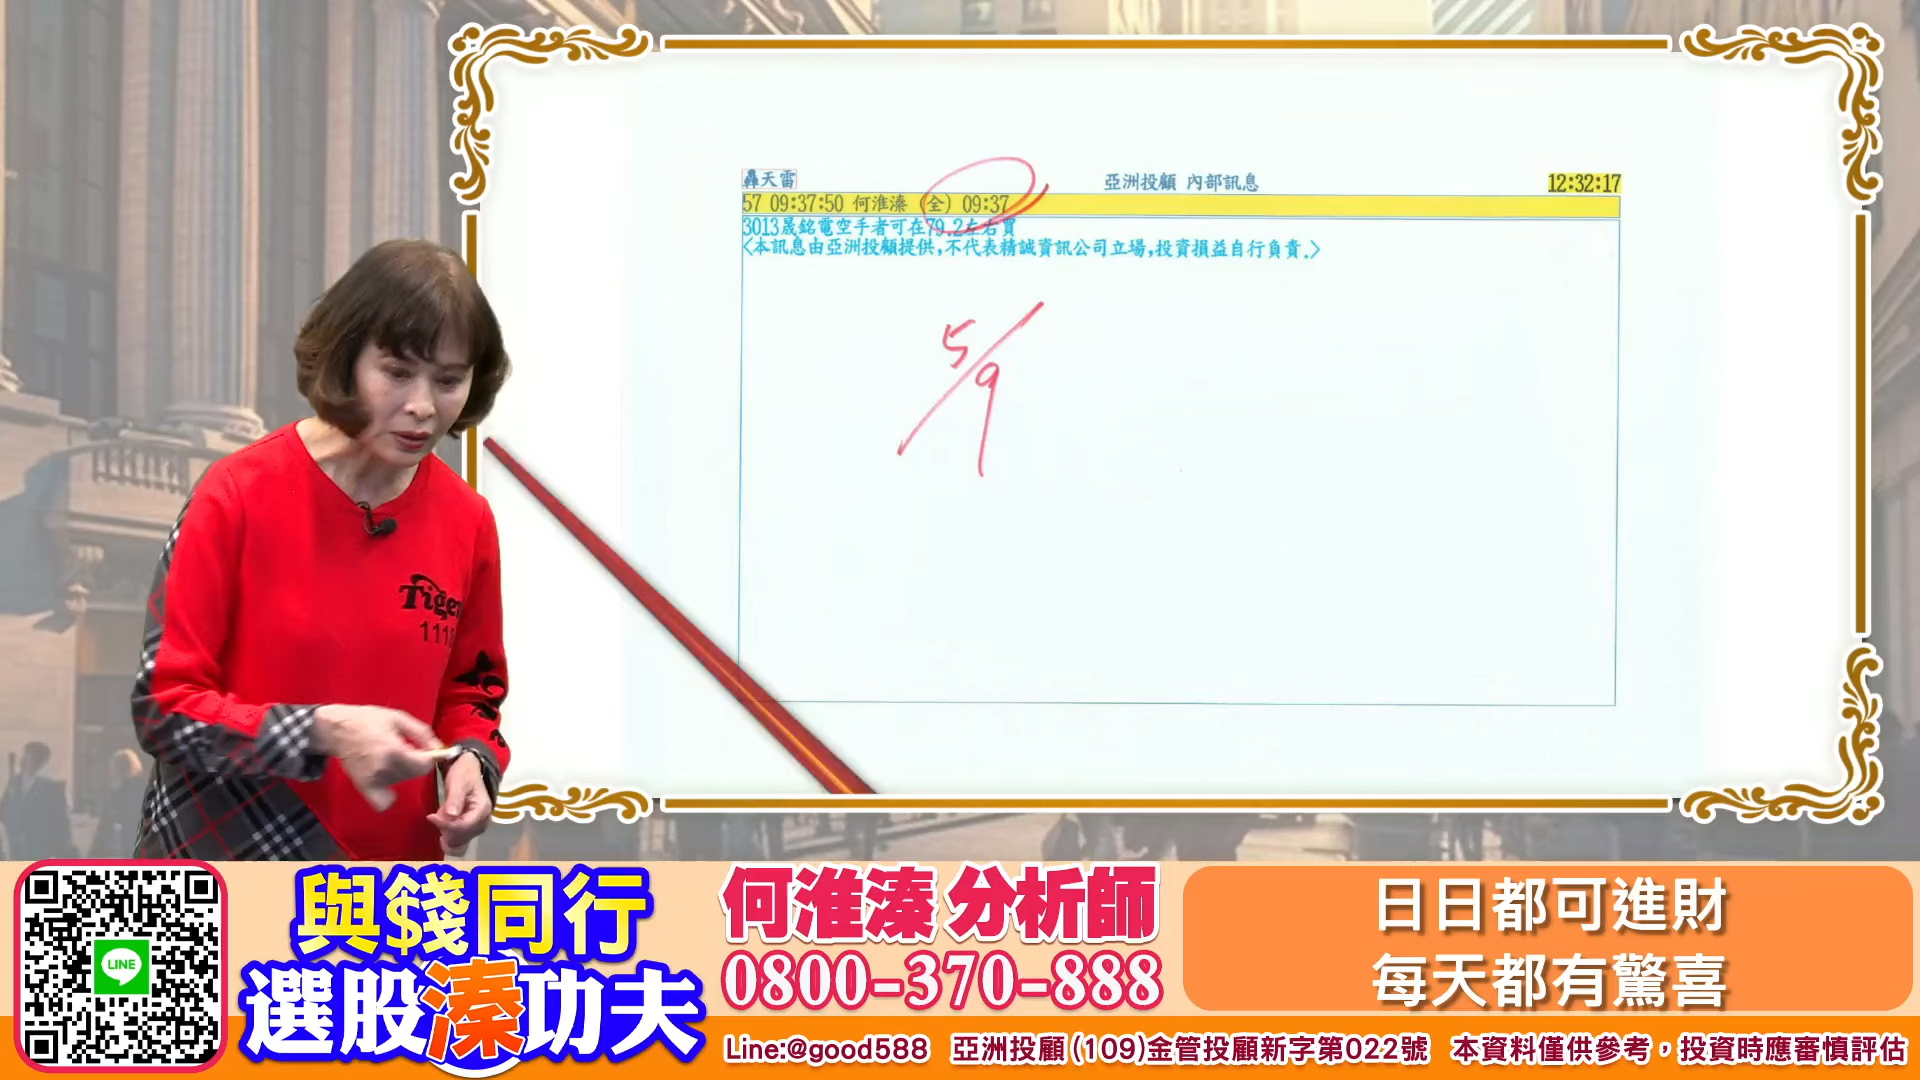 轟天雷 亞洲投顧 內部訊息 12:32:17
57 09:37:50 何淮溱 (全) 09:37
3013晟銘電空手者可在79.2左右買
<本訊息由亞洲投顧提供,不代表精誠資訊公司立場,投資損益自行負責.>
5/9
Tiger
111
LINE
與錢同行
選股溱功夫
何淮溱 分析師
0800-370-888
日日都可進財
每天都有驚喜
Line:@good588 亞洲投顧 (109)金管投顧新字第022號 本資料僅供參考，投資時應審慎評估